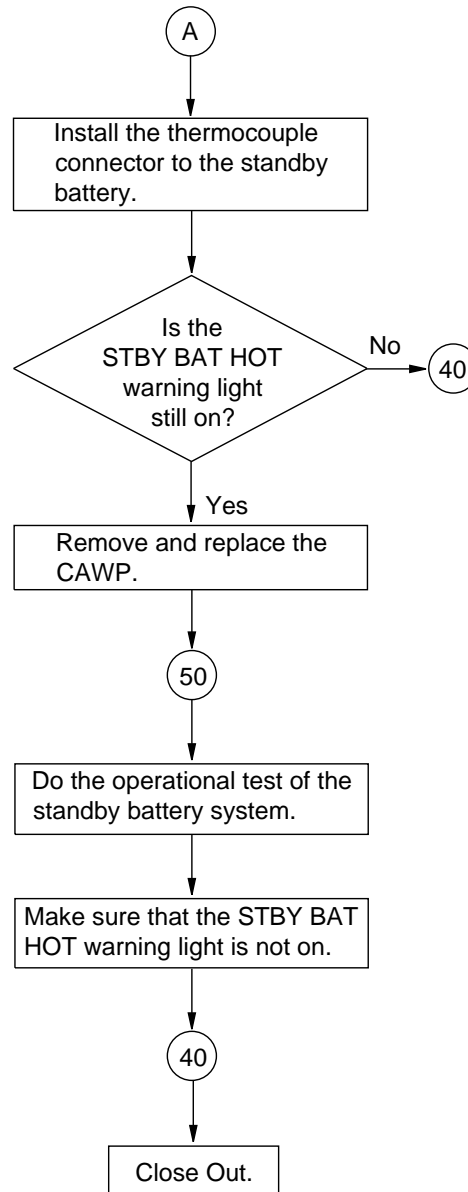 A
Install the thermocouple
connector to the standby
battery.
Is the
STBY BAT HOT
warning light
still on?
No
40
Yes
Remove and replace the
CAWP.
50
Do the operational test of the
standby battery system.
Make sure that the STBY BAT
HOT warning light is not on.
40
Close Out.